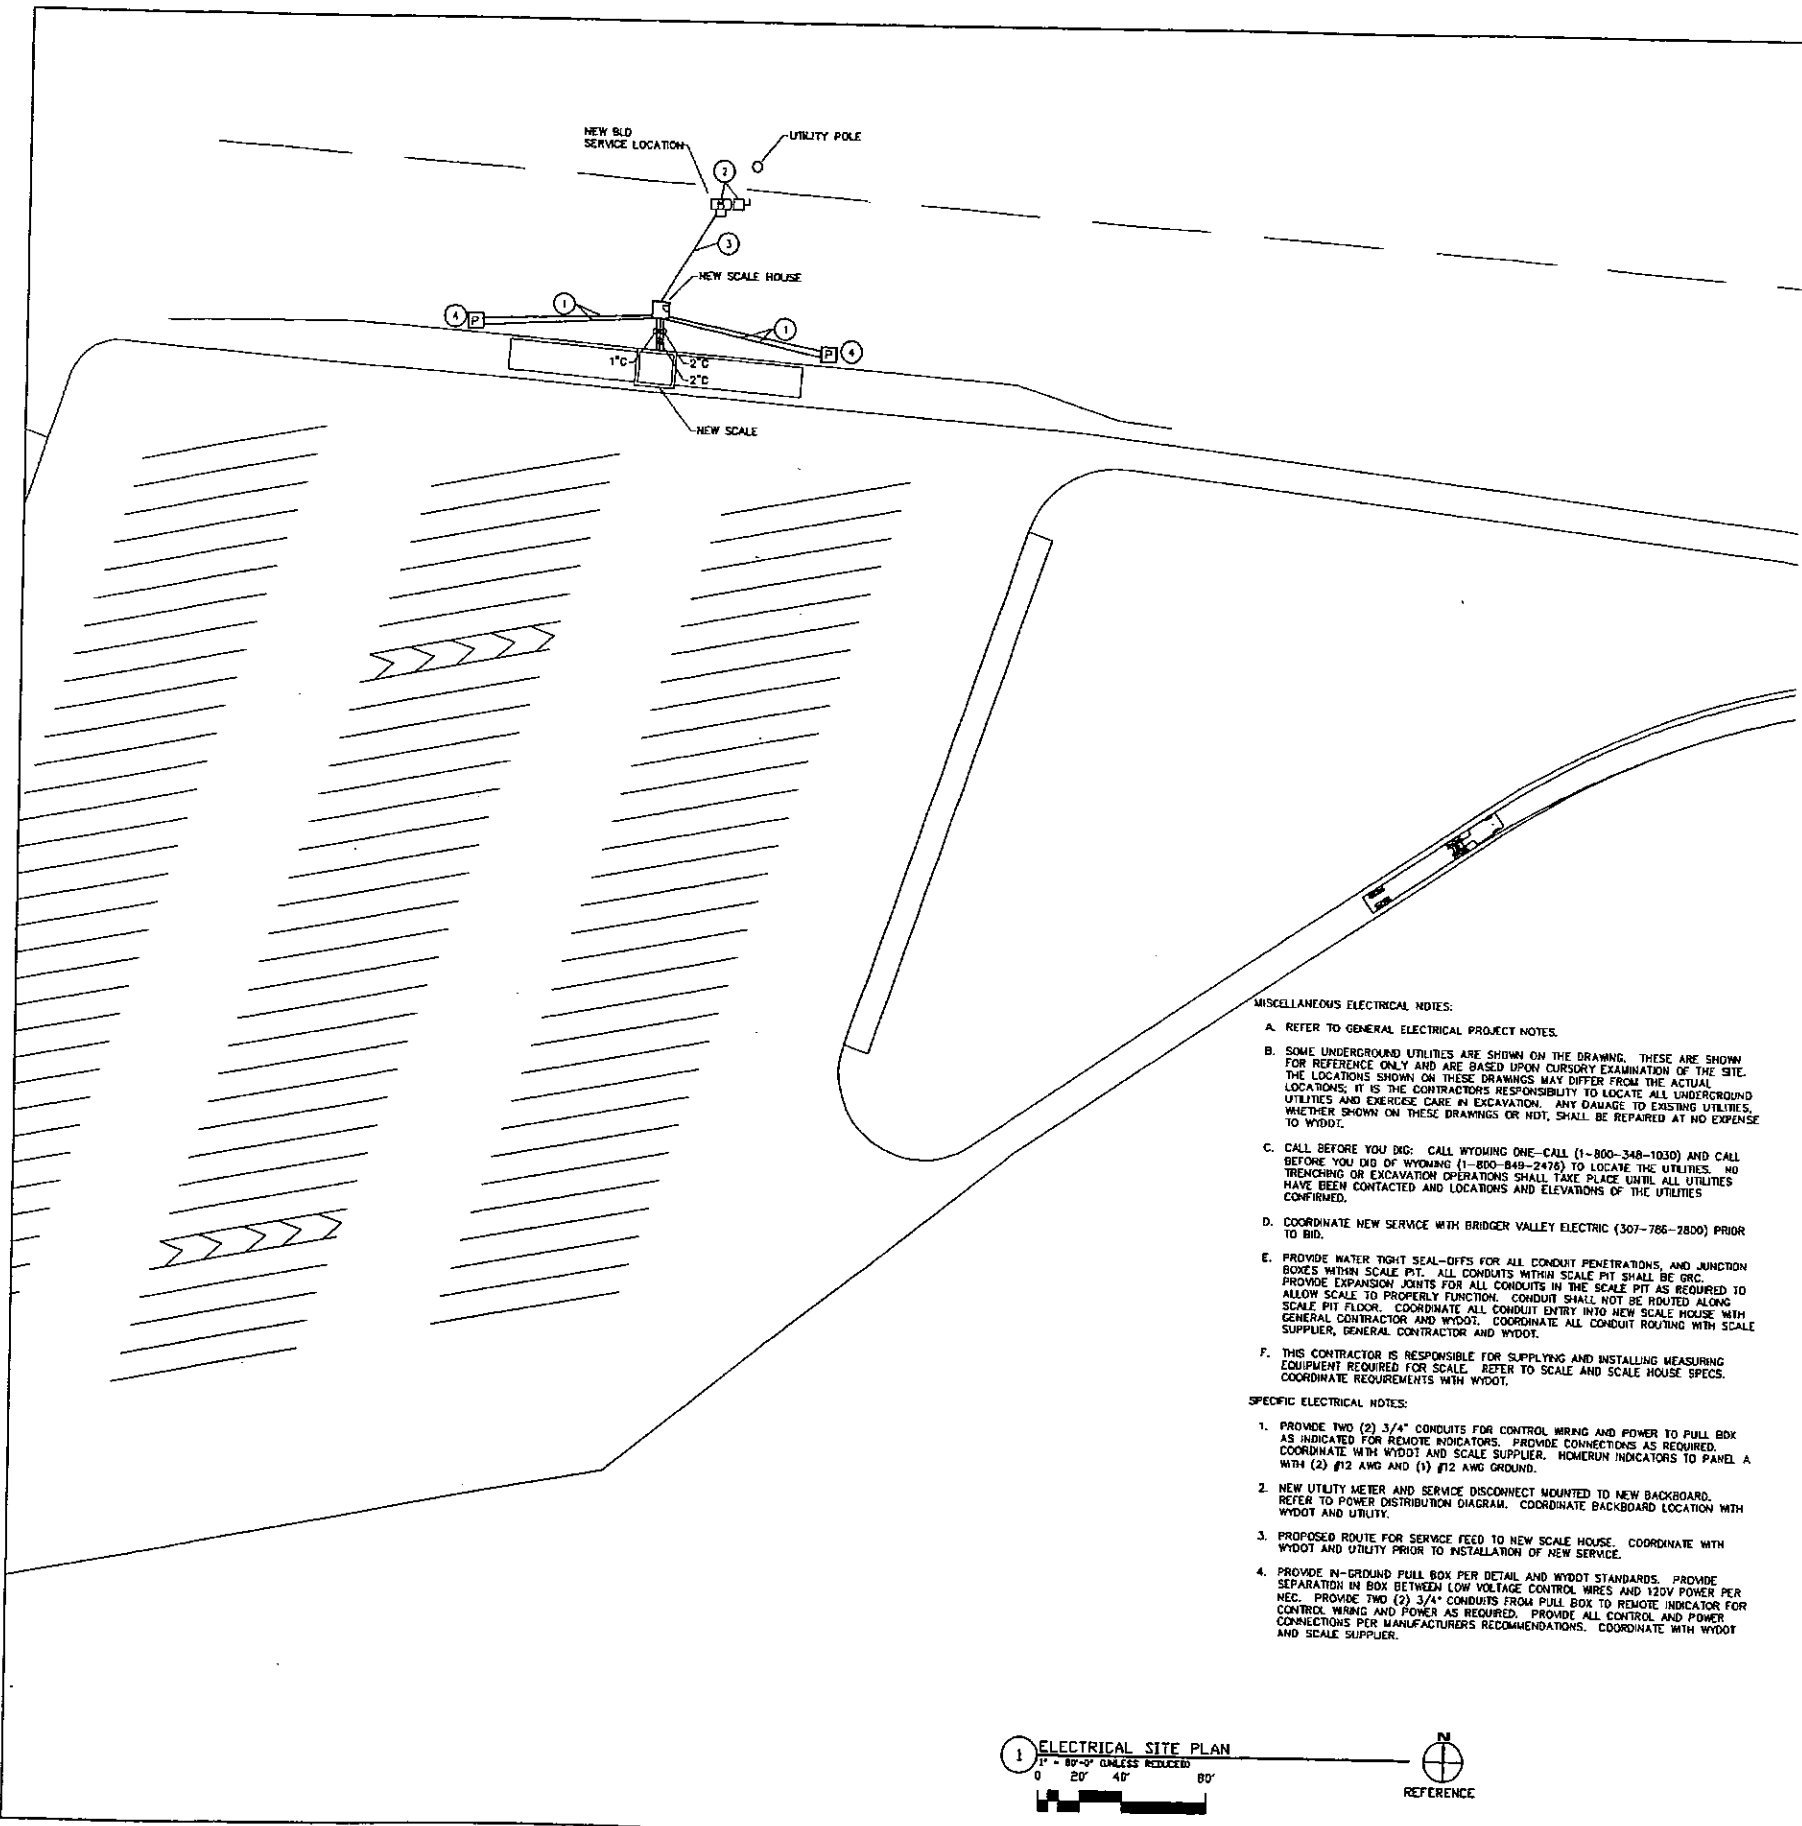 NEW BLD
SERVICE LOCATION
UTILITY POLE
2
3
NEW SCALE HOUSE
1
4
P
1
P
4
1"C
2"C
2"C
NEW SCALE
MISCELLANEOUS ELECTRICAL NOTES:
A. REFER TO GENERAL ELECTRICAL PROJECT NOTES.
B. SOME UNDERGROUND UTILITIES ARE SHOWN ON THE DRAWING. THESE ARE SHOWN
FOR REFERENCE ONLY AND ARE BASED UPON CURSORY EXAMINATION OF THE SITE.
THE LOCATIONS SHOWN ON THESE DRAWINGS MAY DIFFER FROM THE ACTUAL
LOCATIONS; IT IS THE CONTRACTORS RESPONSIBILITY TO LOCATE ALL UNDERGROUND
UTILITIES AND EXERCISE CARE IN EXCAVATION. ANY DAMAGE TO EXISTING UTILITIES,
WHETHER SHOWN ON THESE DRAWINGS OR NOT, SHALL BE REPAIRED AT NO EXPENSE
TO WYDOT.
C. CALL BEFORE YOU DIG: CALL WYOMING ONE-CALL (1-800-348-1030) AND CALL
BEFORE YOU DIG OF WYOMING (1-800-849-2476) TO LOCATE THE UTILITIES. NO
TRENCHING OR EXCAVATION OPERATIONS SHALL TAKE PLACE UNTIL ALL UTILITIES
HAVE BEEN CONTACTED AND LOCATIONS AND ELEVATIONS OF THE UTILITIES
CONFIRMED.
D. COORDINATE NEW SERVICE WITH BRIDGER VALLEY ELECTRIC (307-786-2800) PRIOR
TO BID.
E. PROVIDE WATER TIGHT SEAL-OFFS FOR ALL CONDUIT PENETRATIONS, AND JUNCTION
BOXES WITHIN SCALE PIT. ALL CONDUITS WITHIN SCALE PIT SHALL BE GRC.
PROVIDE EXPANSION JOINTS FOR ALL CONDUITS IN THE SCALE PIT AS REQUIRED TO
ALLOW SCALE TO PROPERLY FUNCTION. CONDUIT SHALL NOT BE ROUTED ALONG
SCALE PIT FLOOR. COORDINATE ALL CONDUIT ENTRY INTO NEW SCALE HOUSE WITH
GENERAL CONTRACTOR AND WYDOT. COORDINATE ALL CONDUIT ROUTING WITH SCALE
SUPPLIER, GENERAL CONTRACTOR AND WYDOT.
F. THIS CONTRACTOR IS RESPONSIBLE FOR SUPPLYING AND INSTALLING MEASURING
EQUIPMENT REQUIRED FOR SCALE. REFER TO SCALE AND SCALE HOUSE SPECS.
COORDINATE REQUIREMENTS WITH WYDOT.
SPECIFIC ELECTRICAL NOTES:
1. PROVIDE TWO (2) 3/4" CONDUITS FOR CONTROL WIRING AND POWER TO PULL BOX
AS INDICATED FOR REMOTE INDICATORS. PROVIDE CONNECTIONS AS REQUIRED.
COORDINATE WITH WYDOT AND SCALE SUPPLIER. HOMERUN INDICATORS TO PANEL A
WITH (2) #12 AWG AND (1) #12 AWG GROUND.
2. NEW UTILITY METER AND SERVICE DISCONNECT MOUNTED TO NEW BACKBOARD.
REFER TO POWER DISTRIBUTION DIAGRAM. COORDINATE BACKBOARD LOCATION WITH
WYDOT AND UTILITY.
3. PROPOSED ROUTE FOR SERVICE FEED TO NEW SCALE HOUSE. COORDINATE WITH
WYDOT AND UTILITY PRIOR TO INSTALLATION OF NEW SERVICE.
4. PROVIDE IN-GROUND PULL BOX PER DETAIL AND WYDOT STANDARDS. PROVIDE
SEPARATION IN BOX BETWEEN LOW VOLTAGE CONTROL WIRES AND 120V POWER PER
NEC. PROVIDE TWO (2) 3/4" CONDUITS FROM PULL BOX TO REMOTE INDICATOR FOR
CONTROL WIRING AND POWER AS REQUIRED. PROVIDE ALL CONTROL AND POWER
CONNECTIONS PER MANUFACTURERS RECOMMENDATIONS. COORDINATE WITH WYDOT
AND SCALE SUPPLIER.
1 ELECTRICAL SITE PLAN
1" = 80'-0" (UNLESS REDUCED)
0 20' 40' 80'
N
REFERENCE